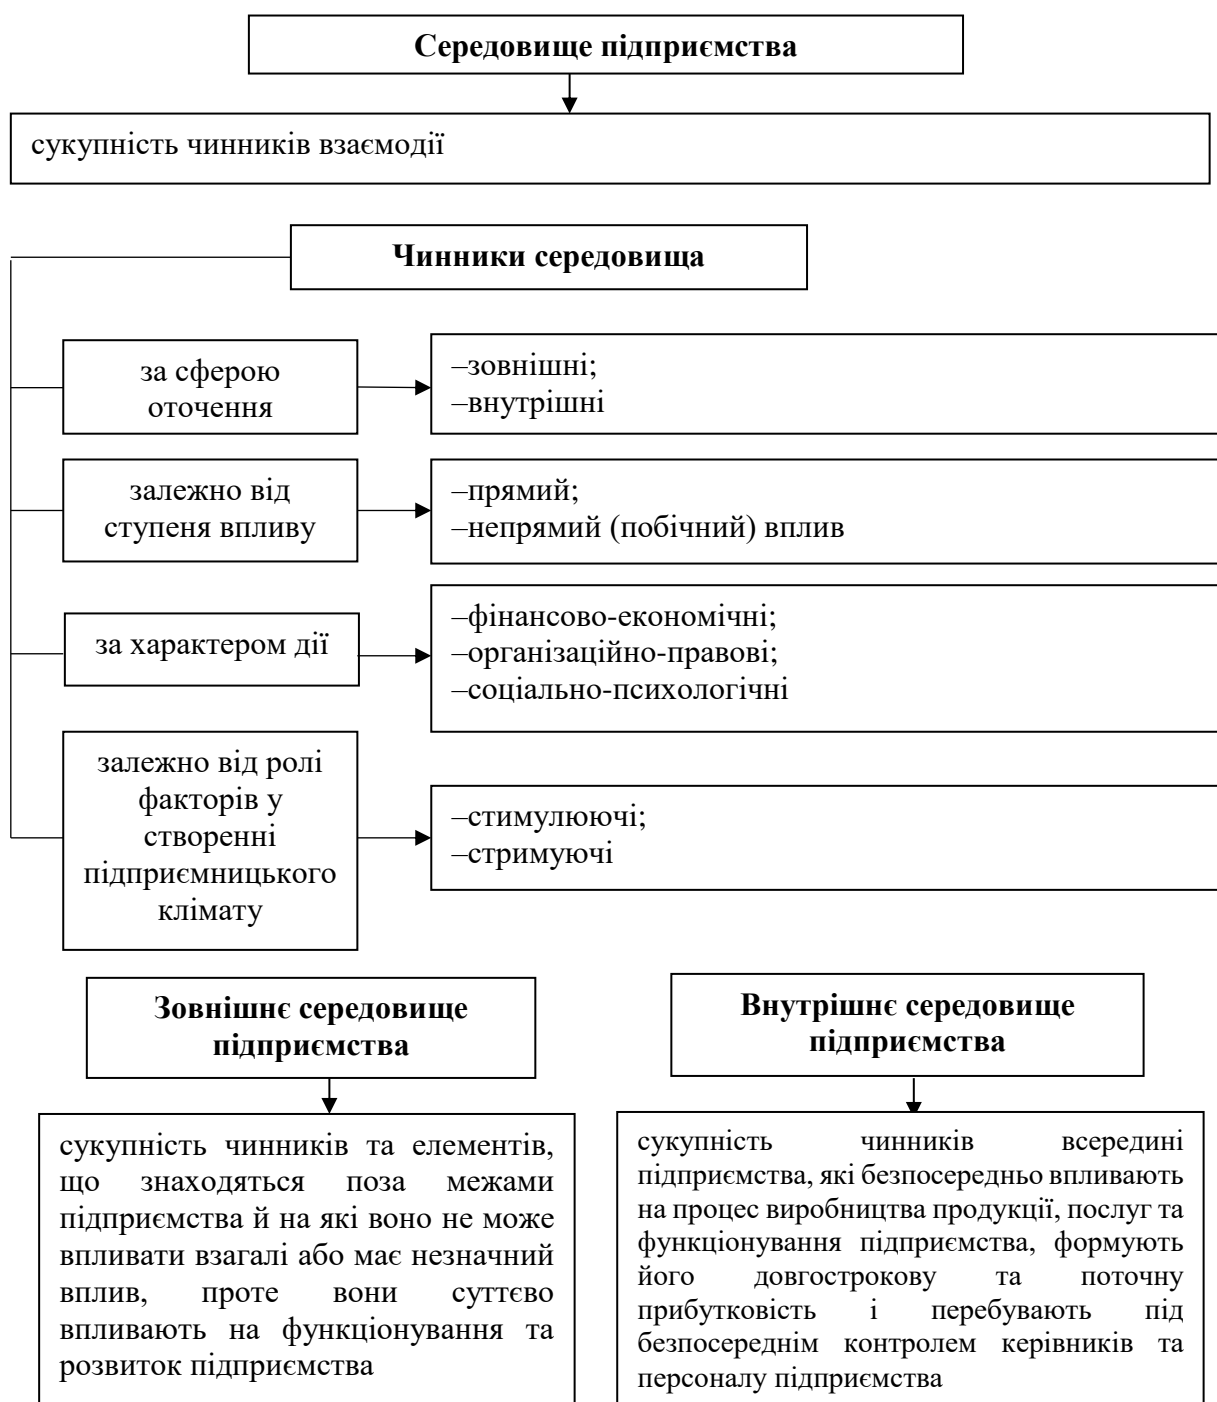 Середовище підприємства
сукупність чинників взаємодії
Чинники середовища
за сферою
оточення
–зовнішні;
–внутрішні
залежно від
ступеня впливу
–прямий;
–непрямий (побічний) вплив
за характером дії
–фінансово-економічні;
–організаційно-правові;
–соціально-психологічні
залежно від ролі
факторів у
створенні
підприємницького
клімату
–стимулюючі;
–стримуючі
Зовнішнє середовище
підприємства
сукупність чинників та елементів,
що знаходяться поза межами
підприємства й на які воно не може
впливати взагалі або має незначний
вплив, проте вони суттєво
впливають на функціонування та
розвиток підприємства
Внутрішнє середовище
підприємства
сукупність чинників всередині
підприємства, які безпосередньо впливають
на процес виробництва продукції, послуг та
функціонування підприємства, формують
його довгострокову та поточну
прибутковість і перебувають під
безпосереднім контролем керівників та
персоналу підприємства